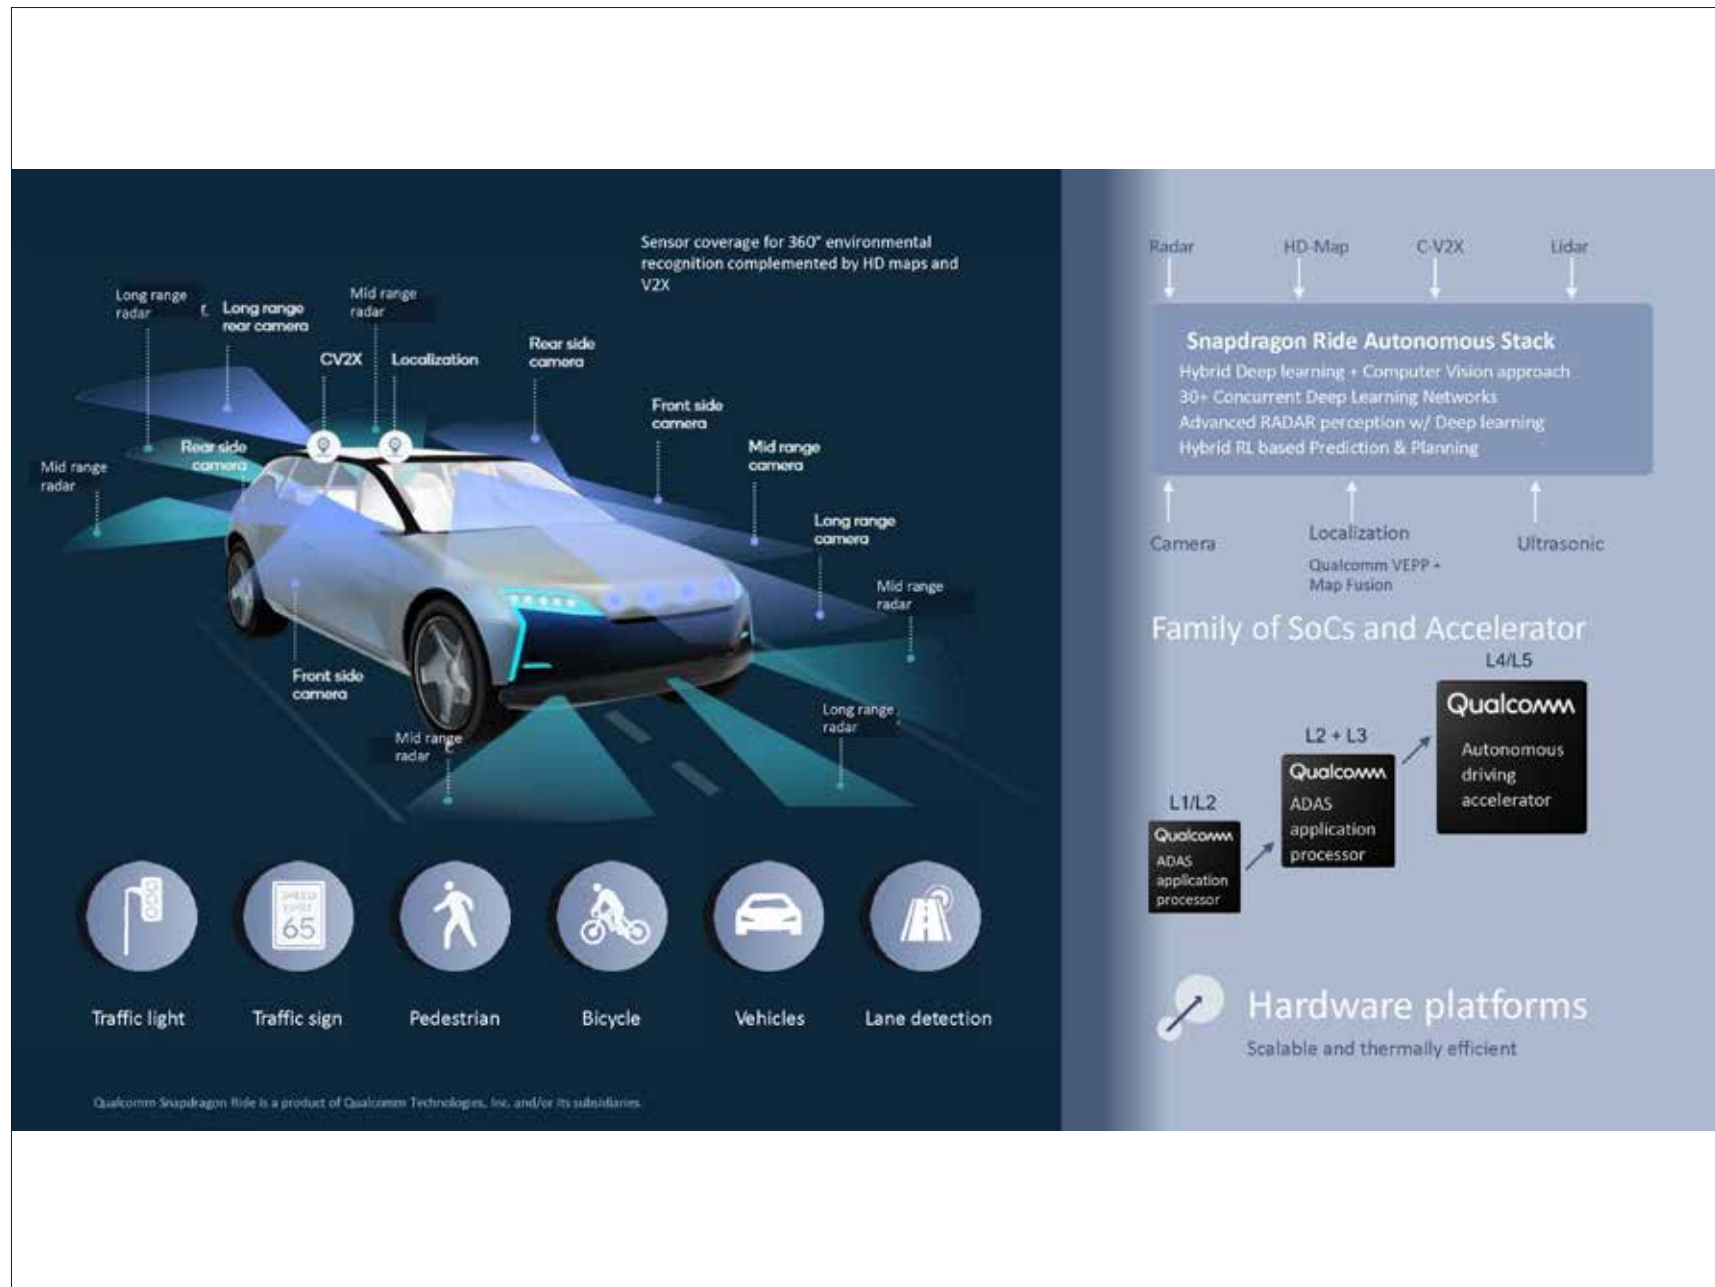 Sensor coverage for 360° environmental
recognition complemented by HD maps and
V2X
Long range
radar
Long range
rear camera
Mid range
radar
CV2X
Localization
Rear side
camera
Front side
camera
Mid range
camera
Rear side
camera
Mid range
radar
Long range
camera
Mid range
radar
Front side
camera
Long range
radar
Mid range
radar
SPEED
LIMIT
65
Traffic light
Traffic sign
Pedestrian
Bicycle
Vehicles
Lane detection
Qualcomm Snapdragon Ride is a product of Qualcomm Technologies, Inc. and/or its subsidiaries.
Radar
HD-Map
C-V2X
Lidar
Snapdragon Ride Autonomous Stack
Hybrid Deep learning + Computer Vision approach
30+ Concurrent Deep Learning Networks
Advanced RADAR perception w/ Deep learning
Hybrid RL based Prediction & Planning
Camera
Localization
Qualcomm VEPP +
Map Fusion
Ultrasonic
Family of SoCs and Accelerator
L4/L5
Qualcomm
Autonomous
driving
accelerator
L2 + L3
Qualcomm
ADAS
application
processor
L1/L2
Qualcomm
ADAS
application
processor
Hardware platforms
Scalable and thermally efficient